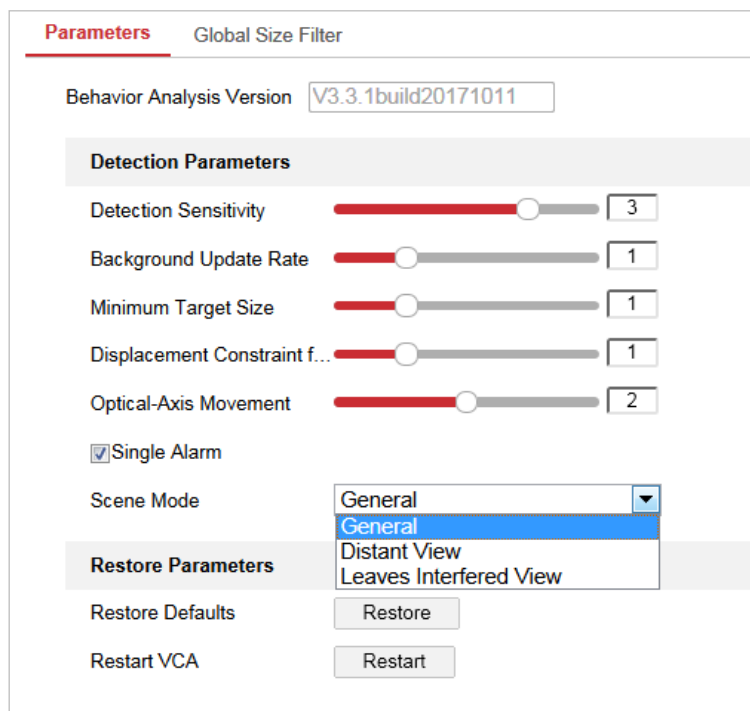 Parameters Global Size Filter
Behavior Analysis Version V3.3.1build20171011
Detection Parameters
Detection Sensitivity 3
Background Update Rate 1
Minimum Target Size 1
Displacement Constraint f... 1
Optical-Axis Movement 2
Single Alarm
Scene Mode General
General
Distant View
Leaves Interfered View
Restore Parameters
Restore Defaults Restore
Restart VCA Restart